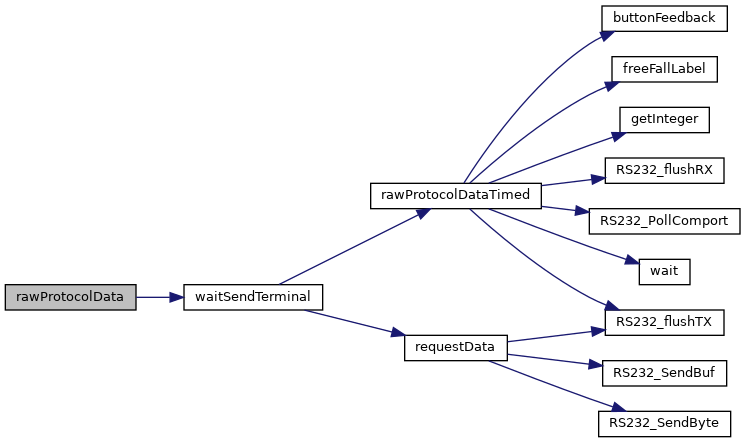 rawProtocolData
waitSendTerminal
rawProtocolDataTimed
requestData
buttonFeedback
freeFallLabel
getInteger
RS232_flushRX
RS232_PollComport
wait
RS232_flushTX
RS232_SendBuf
RS232_SendByte